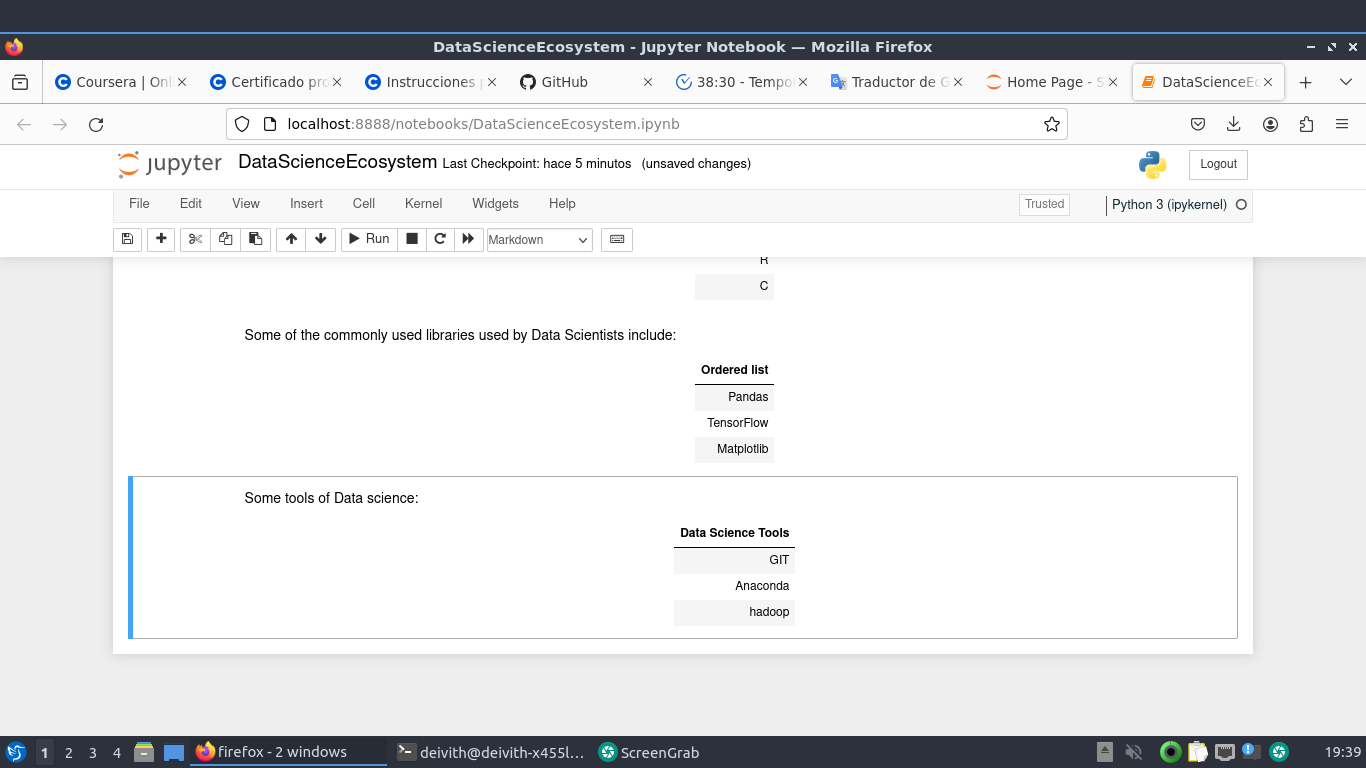 DataScienceEcosystem - Jupyter Notebook — Mozilla Firefox
Coursera | Onl
Certificado pro
Instrucciones p
GitHub
38:30 - Tempo
Traductor de G
Home Page - S
DataScienceEc
localhost:8888/notebooks/DataScienceEcosystem.ipynb
jupyter DataScienceEcosystem Last Checkpoint: hace 5 minutos (unsaved changes)
Logout
File Edit View Insert Cell Kernel Widgets Help
Trusted
Python 3 (ipykernel)
Run
Markdown
R
C
Some of the commonly used libraries used by Data Scientists include:
Ordered list
Pandas
TensorFlow
Matplotlib
Some tools of Data science:
Data Science Tools
GIT
Anaconda
hadoop
1 2 3 4
firefox - 2 windows
deivith@deivith-x455l...
ScreenGrab
19:39